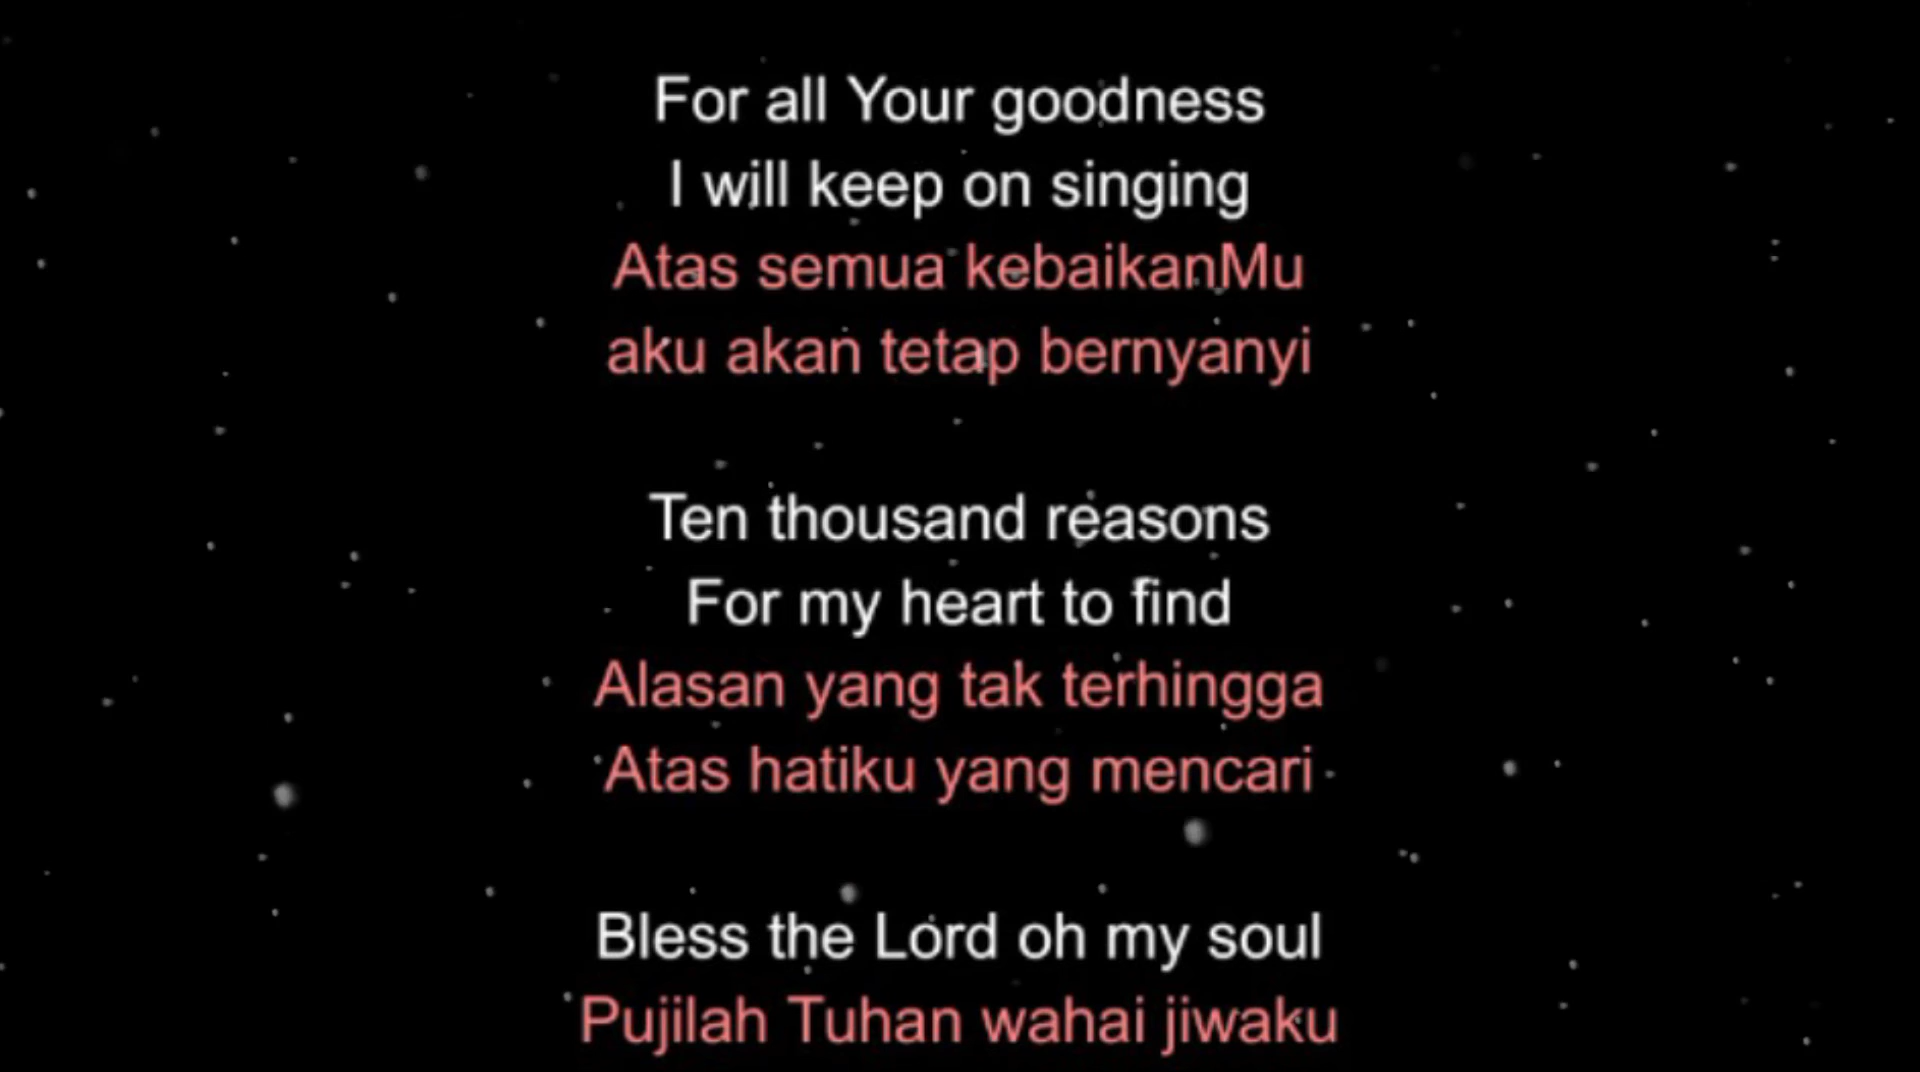 For all Your goodness
I will keep on singing
Atas semua kebaikanMu
aku akan tetap bernyanyi
Ten thousand reasons
For my heart to find
Alasan yang tak terhingga
Atas hatiku yang mencari
Bless the Lord oh my soul
Pujilah Tuhan wahai jiwaku